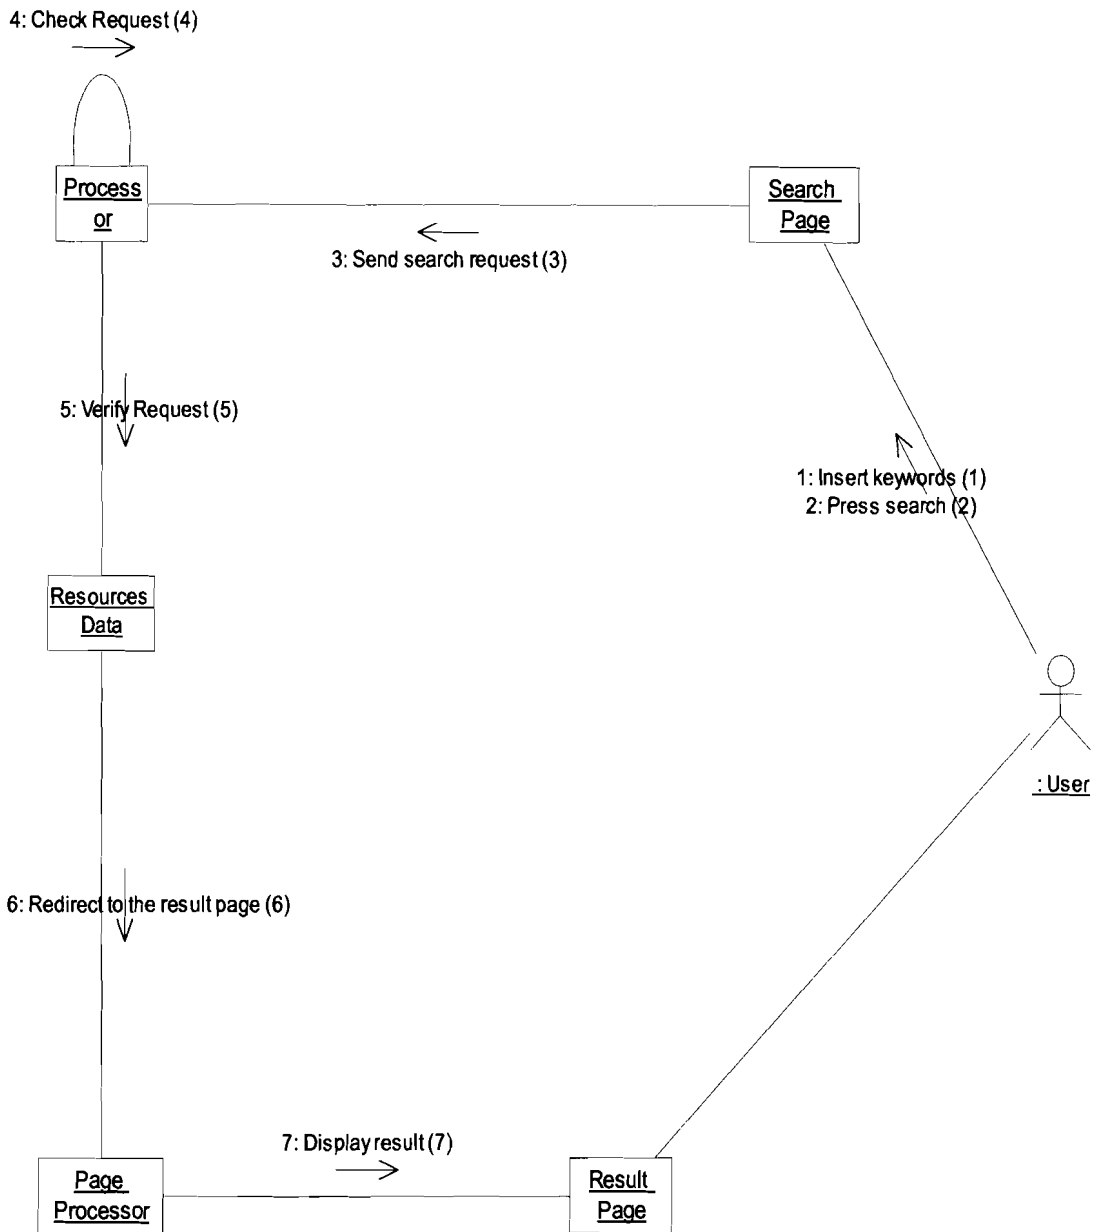 4: Check Request (4)
Process
or
Search
Page
3: Send search request (3)
5: Verify Request (5)
1: Insert keywords (1)
2: Press search (2)
Resources
Data
: User
6: Redirect to the result page (6)
7: Display result (7)
Page
Processor
Result
Page